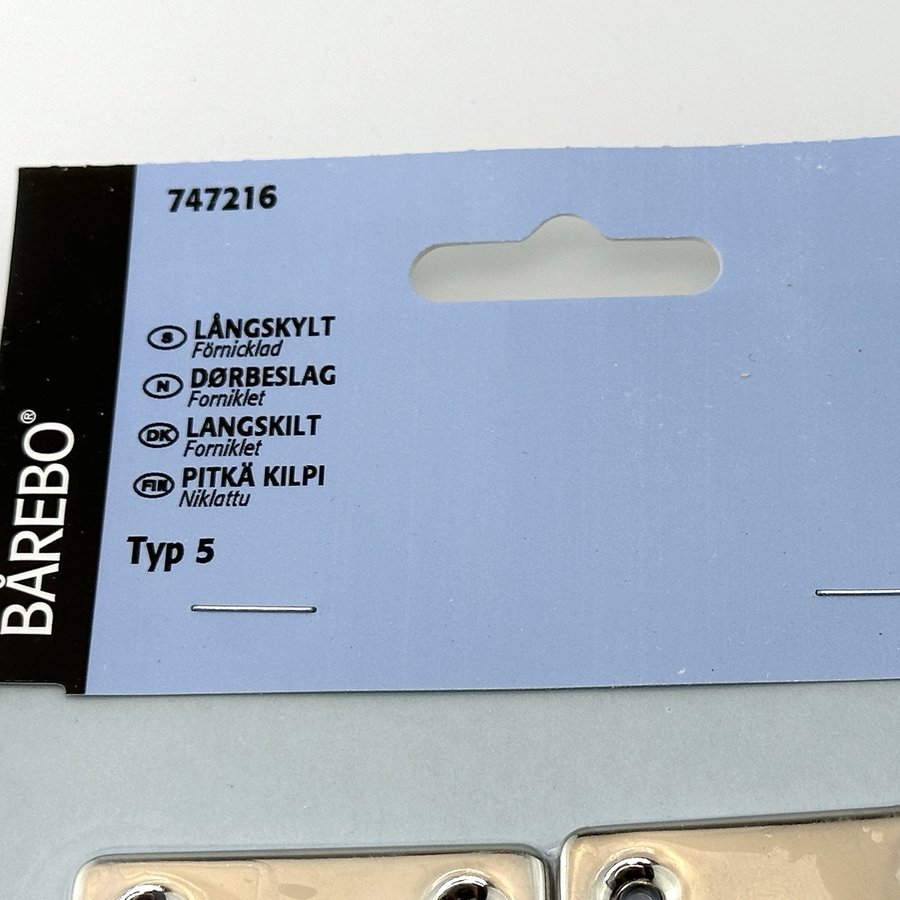 747216
S LÅNGSKYLT
Förnicklad
N DØRBESLAG
Forniklet
DK LANGSKILT
Forniklet
FIN PITKÄ KILPI
Niklattu
Typ 5
BÅREBO®